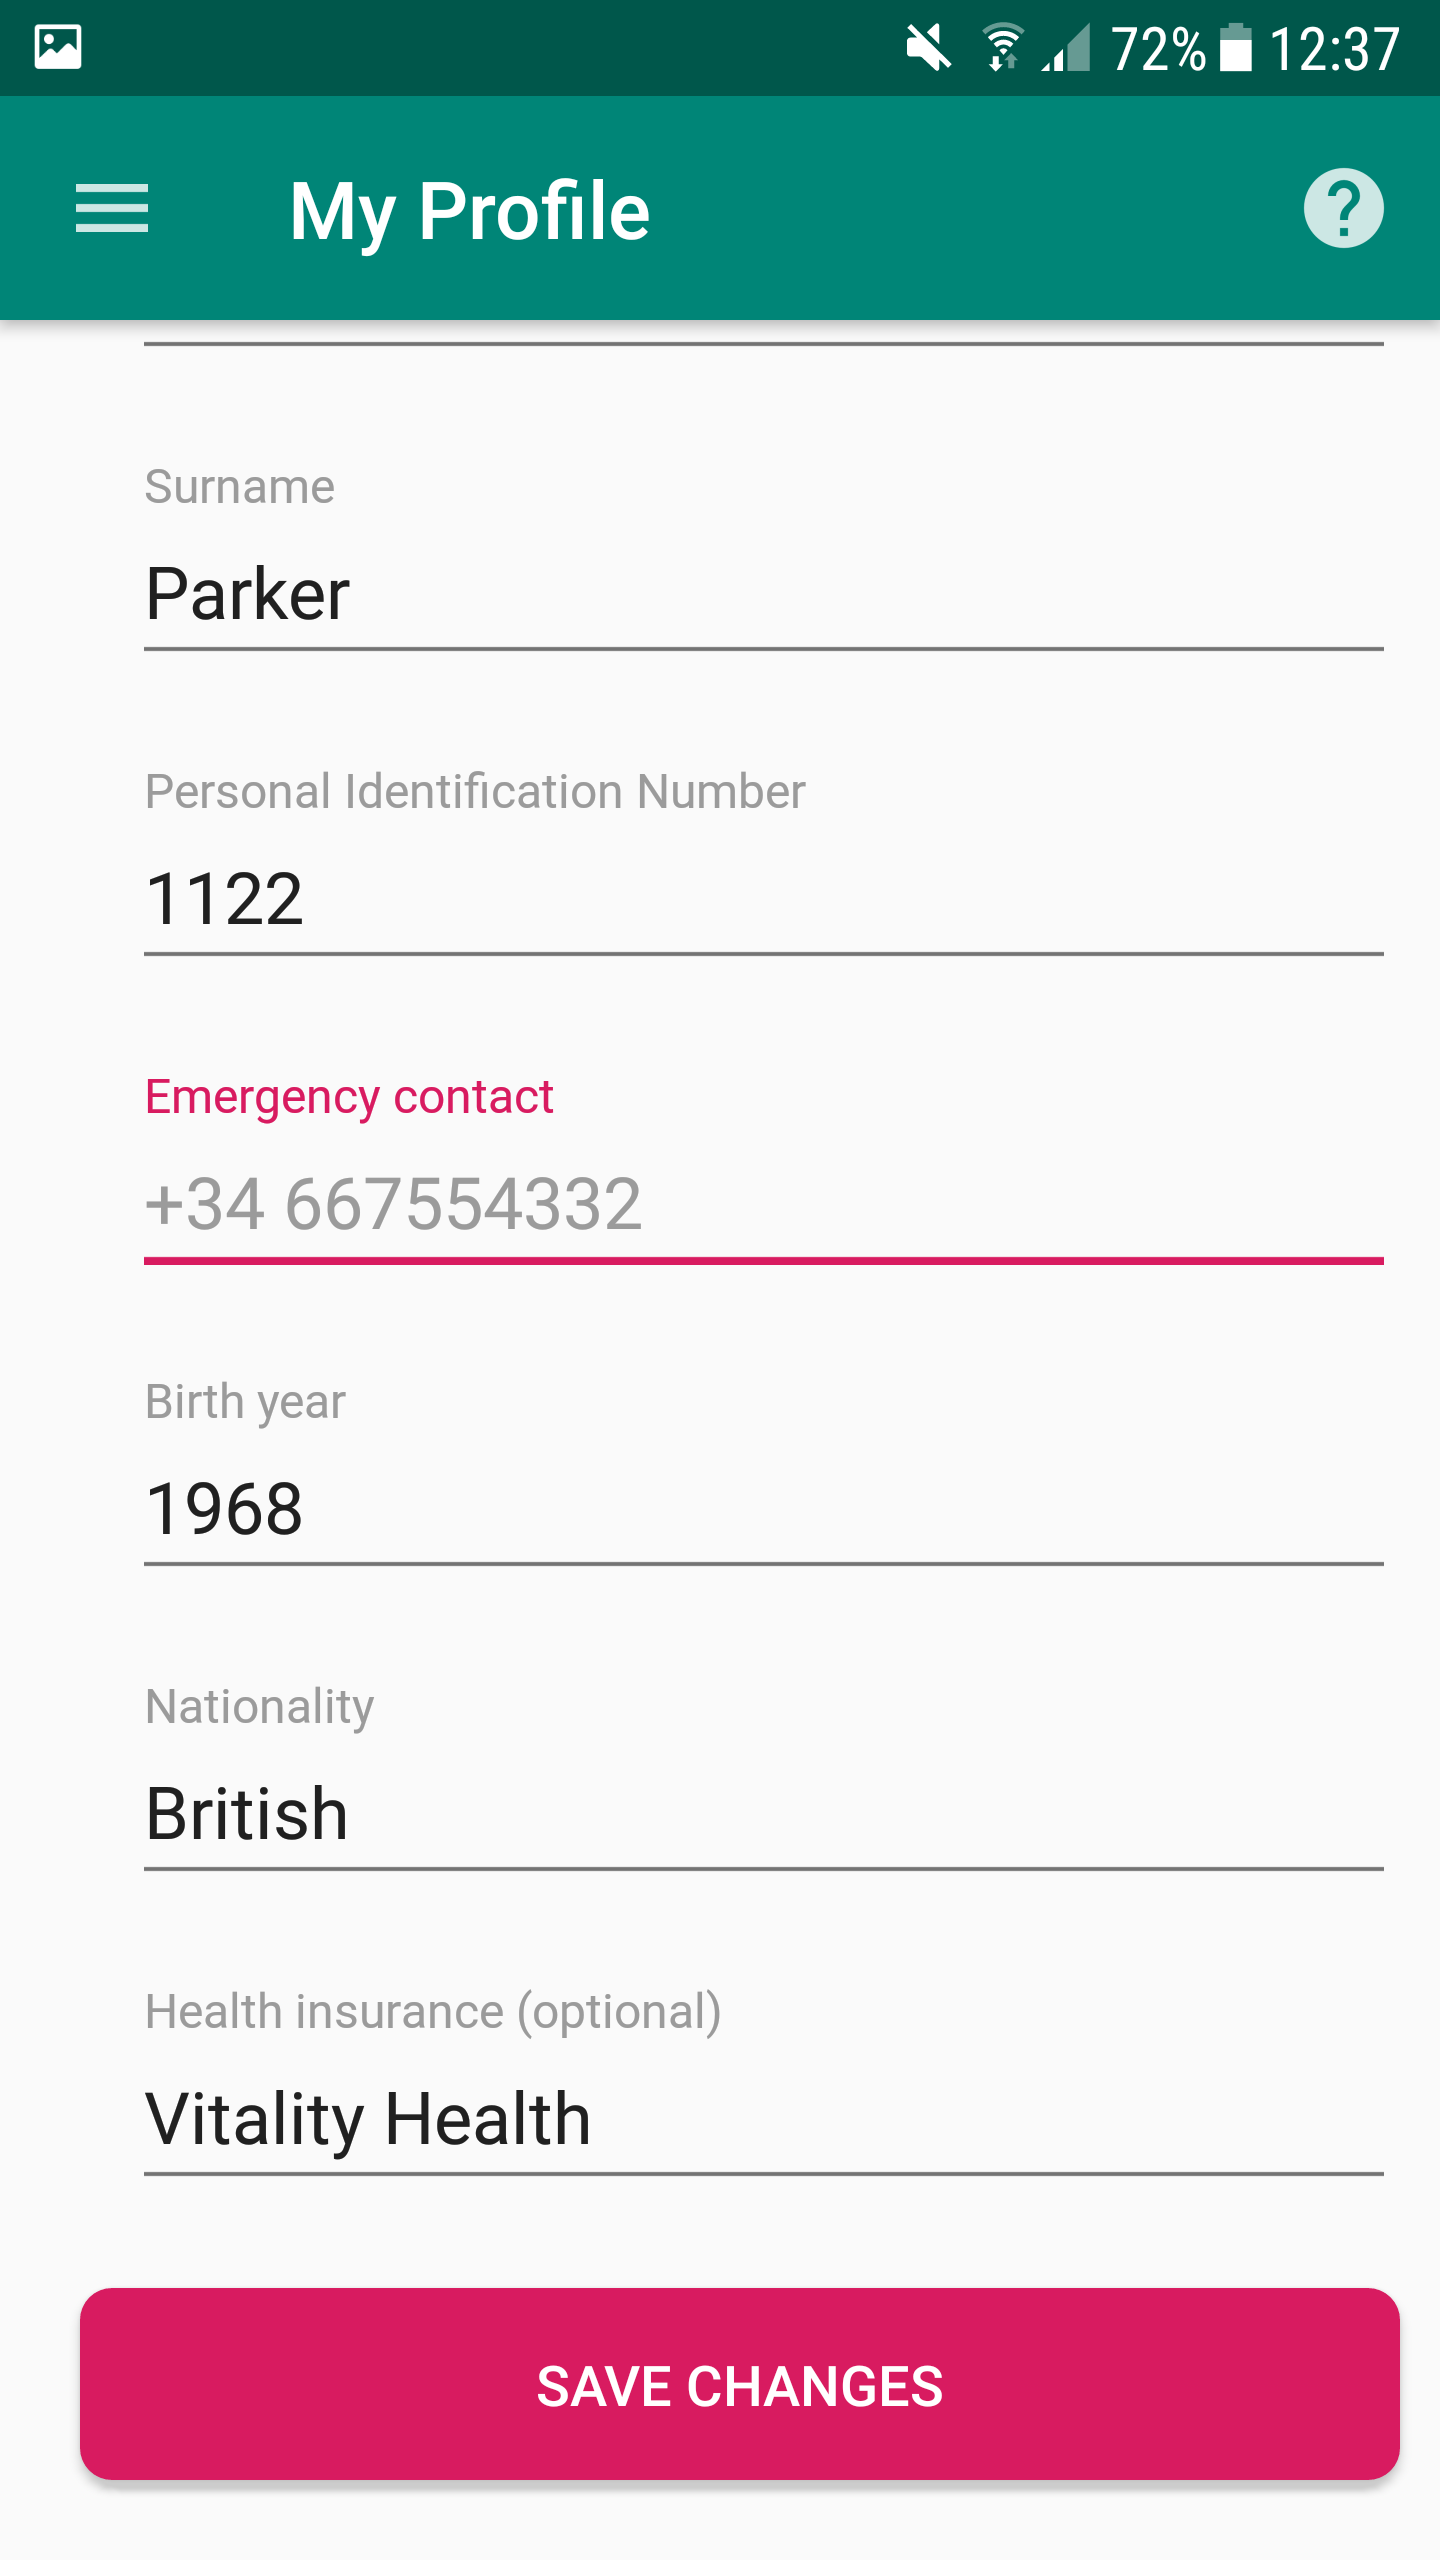 72% 12:37
My Profile
Surname
Parker
Personal Identification Number
1122
Emergency contact
+34 667554332
Birth year
1968
Nationality
British
Health insurance (optional)
Vitality Health
SAVE CHANGES